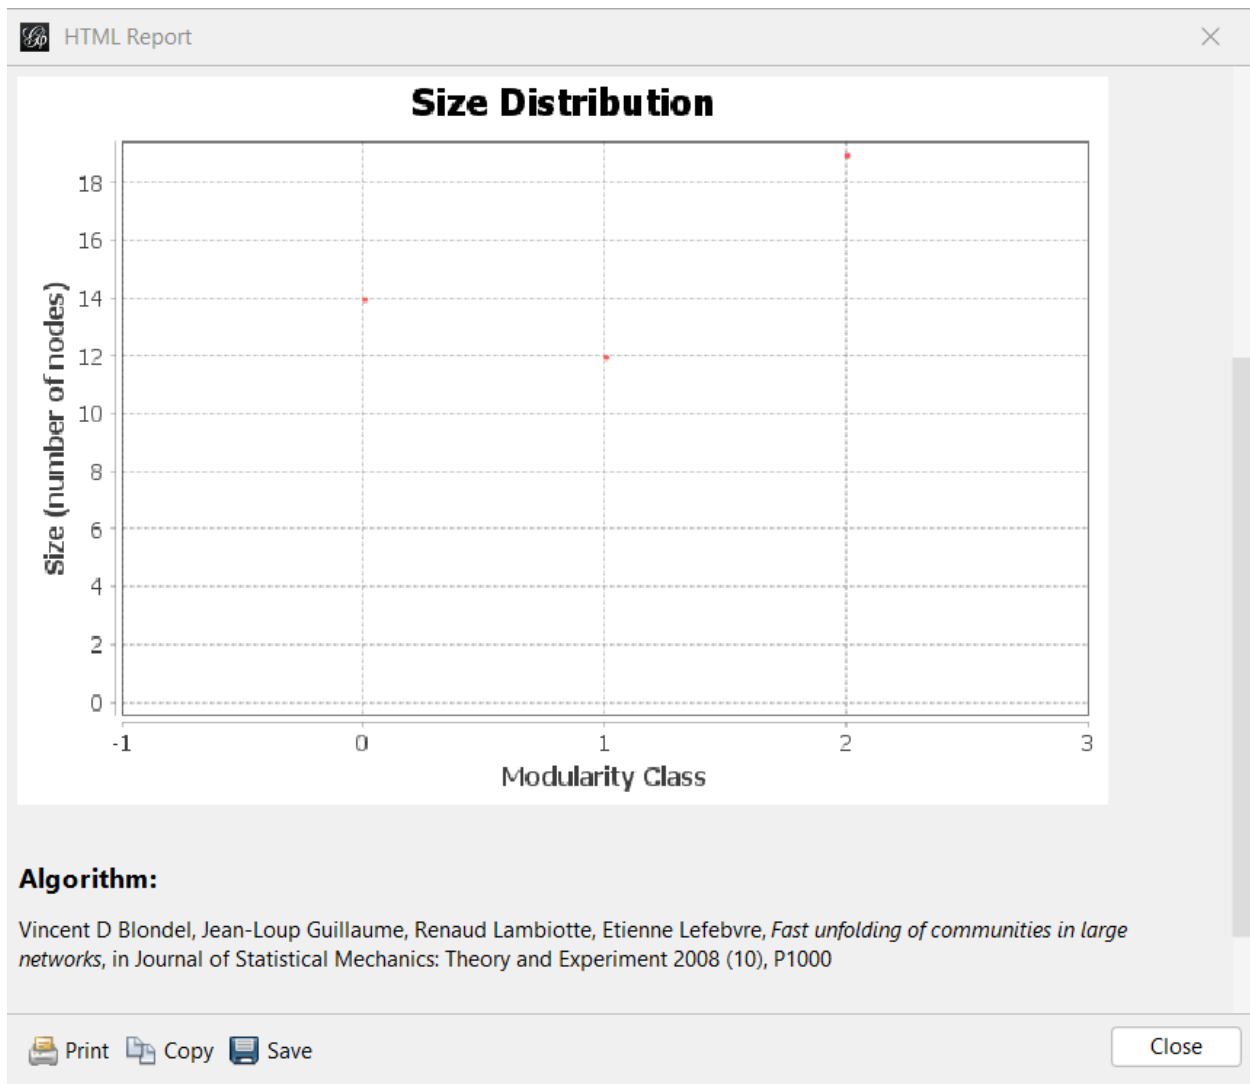 HTML Report
Size Distribution
Size (number of nodes)
18
16
14
12
10
8
6
4
2
0
-1 0 1 2 3
Modularity Class
Algorithm:
Vincent D Blondel, Jean-Loup Guillaume, Renaud Lambiotte, Etienne Lefebvre, Fast unfolding of communities in large
networks, in Journal of Statistical Mechanics: Theory and Experiment 2008 (10), P1000
Print Copy Save Close